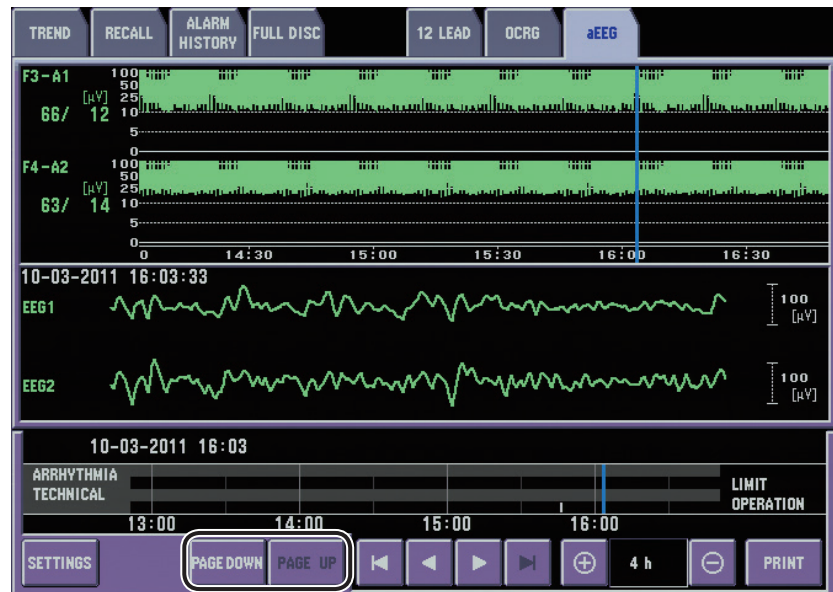 TREND RECALL ALARM HISTORY FULL DISC 12 LEAD OCRG aEEG
F3-A1
[µV]
66/ 12
100
50
25
10
5
0
F4-A2
[µV]
63/ 14
100
50
25
10
5
0
0 14:30 15:00 15:30 16:00 16:30
10-03-2011 16:03:33
EEG1 100 [µV]
EEG2 100 [µV]
10-03-2011 16:03
ARRHYTHMIA LIMIT
TECHNICAL OPERATION
13:00 14:00 15:00 16:00
SETTINGS PAGE DOWN PAGE UP 4 h PRINT